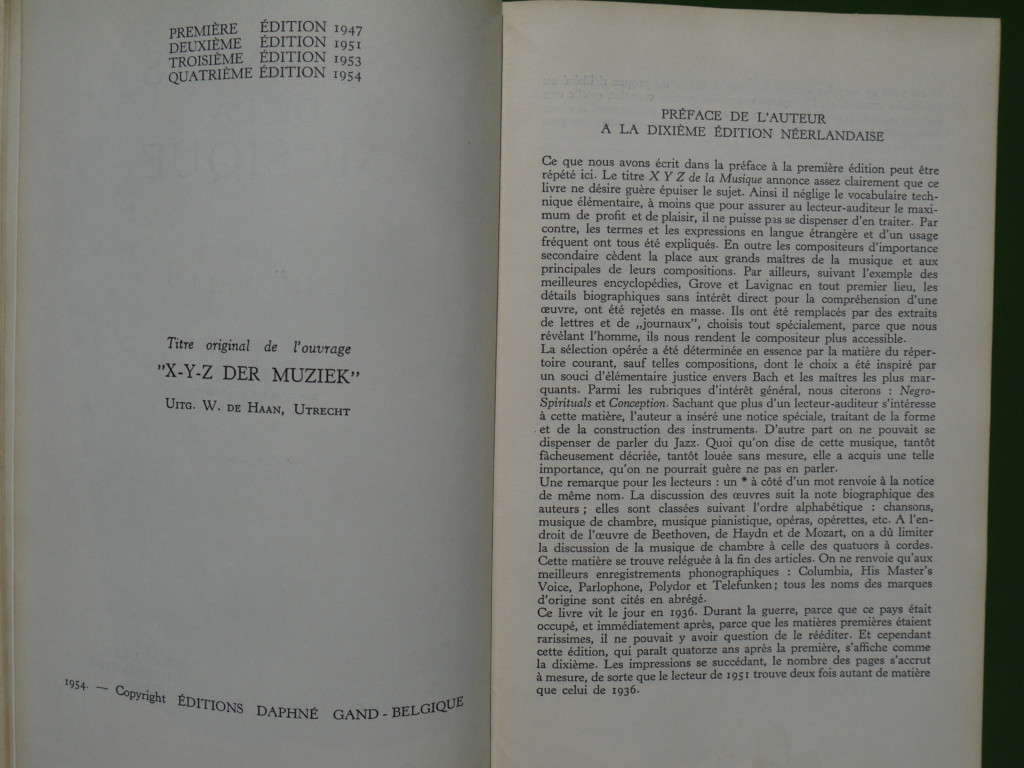 PREMIÈRE ÉDITION 1947
DEUXIÈME ÉDITION 1951
TROISIÈME ÉDITION 1953
QUATRIÈME ÉDITION 1954
Titre original de l'ouvrage
"X-Y-Z DER MUZIEK"
UITG. W. DE HAAN, UTRECHT
1954. — Copyright ÉDITIONS DAPHNÉ GAND - BELGIQUE
PRÉFACE DE L'AUTEUR
A LA DIXIÈME ÉDITION NÉERLANDAISE
Ce que nous avons écrit dans la préface à la première édition peut être
répété ici. Le titre X Y Z de la Musique annonce assez clairement que ce
livre ne désire guère épuiser le sujet. Ainsi il néglige le vocabulaire tech-
nique élémentaire, à moins que pour assurer au lecteur-auditeur le maxi-
mum de profit et de plaisir, il ne puisse pas se dispenser d'en traiter. Par
contre, les termes et les expressions en langue étrangère et d'un usage
fréquent ont tous été expliqués. En outre les compositeurs d'importance
secondaire cèdent la place aux grands maîtres de la musique et aux
principales de leurs compositions. Par ailleurs, suivant l'exemple des
meilleures encyclopédies, Grove et Lavignac en tout premier lieu, les
détails biographiques sans intérêt direct pour la compréhension d'une
œuvre, ont été rejetés en masse. Ils ont été remplacés par des extraits
de lettres et de „journaux", choisis tout spécialement, parce que nous
révélant l'homme, ils nous rendent le compositeur plus accessible.
La sélection opérée a été déterminée en essence par la matière du réper-
toire courant, sauf telles compositions, dont le choix a été inspiré par
un souci d'élémentaire justice envers Bach et les maîtres les plus mar-
quants. Parmi les rubriques d'intérêt général, nous citerons : Negro-
Spirituals et Conception. Sachant que plus d'un lecteur-auditeur s'intéresse
à cette matière, l'auteur a inséré une notice spéciale, traitant de la forme
et de la construction des instruments. D'autre part on ne pouvait se
dispenser de parler du Jazz. Quoi qu'on dise de cette musique, tantôt
fâcheusement décriée, tantôt louée sans mesure, elle a acquis une telle
importance, qu'on ne pourrait guère ne pas en parler.
Une remarque pour les lecteurs : un * à côté d'un mot renvoie à la notice
de même nom. La discussion des œuvres suit la note biographique des
auteurs ; elles sont classées suivant l'ordre alphabétique : chansons,
musique de chambre, musique pianistique, opéras, opérettes, etc. A l'en-
droit de l'œuvre de Beethoven, de Haydn et de Mozart, on a dû limiter
la discussion de la musique de chambre à celle des quatuors à cordes.
Cette matière se trouve reléguée à la fin des articles. On ne renvoie qu'aux
meilleurs enregistrements phonographiques : Columbia, His Master's
Voice, Parlophone, Polydor et Telefunken ; tous les noms des marques
d'origine sont cités en abrégé.
Ce livre vit le jour en 1936. Durant la guerre, parce que ce pays était
occupé, et immédiatement après, parce que les matières premières étaient
rarissimes, il ne pouvait y avoir question de le rééditer. Et cependant
cette édition, qui paraît quatorze ans après la première, s'affiche comme
la dixième. Les impressions se succédant, le nombre des pages s'accrut
à mesure, de sorte que le lecteur de 1951 trouve deux fois autant de matière
que celui de 1936.